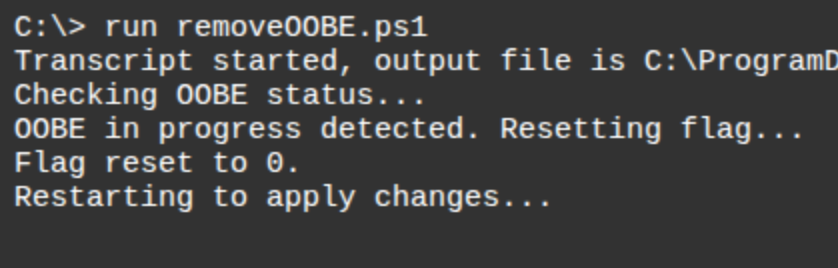 C:\> run removeOOBE.ps1
Transcript started, output file is C:\ProgramD
Checking OOBE status...
OOBE in progress detected. Resetting flag...
Flag reset to 0.
Restarting to apply changes...